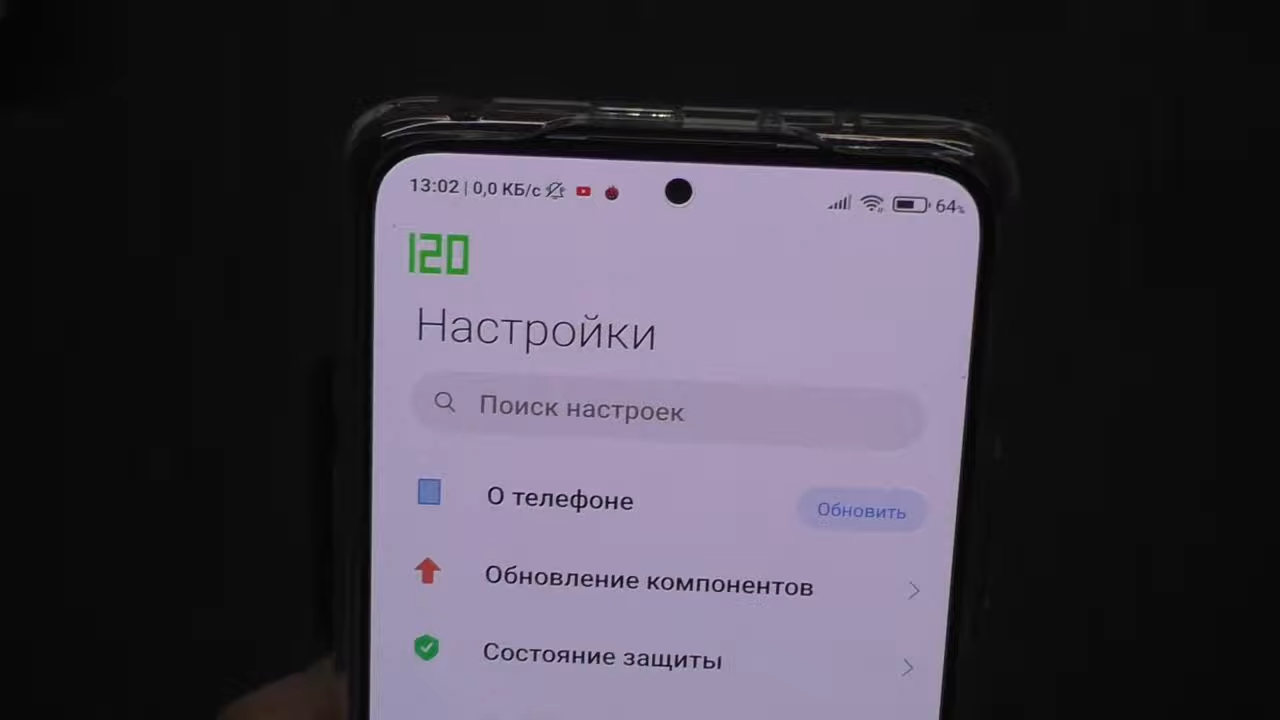 13:02 | 0,0 КБ/с
64%
120
Настройки
Поиск настроек
О телефоне
Обновить
Обновление компонентов
Состояние защиты